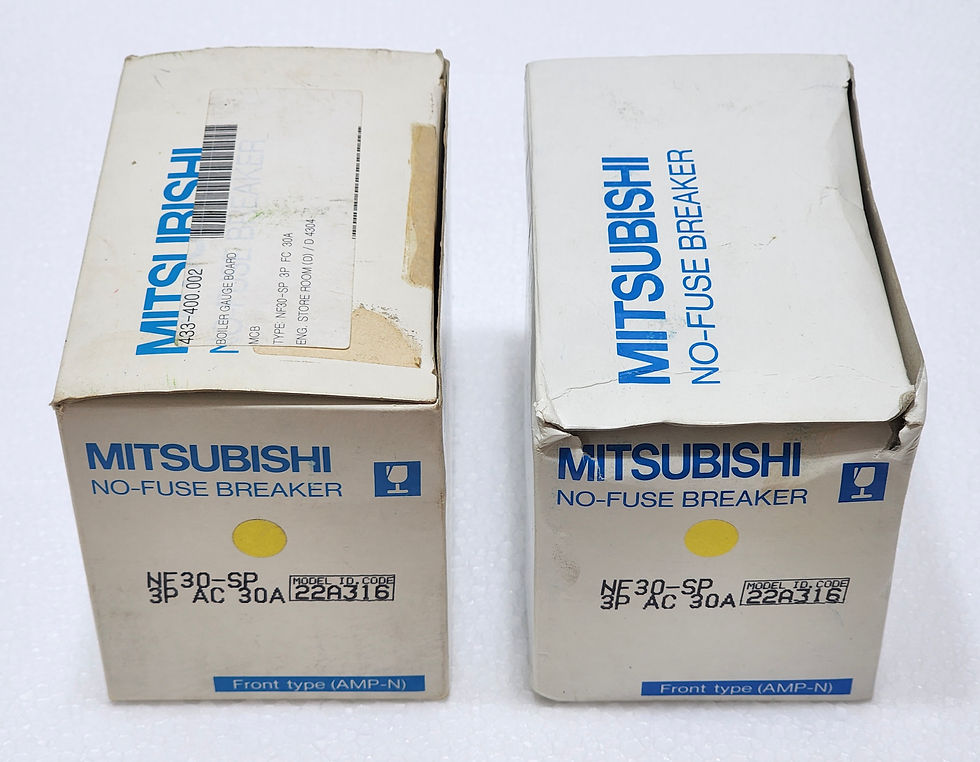 MITSUBISHI
433-400.002
BOILER GAUGE BOARD
MCB
TYPE: NF30-SP 3P FC 30A
ENG. STORE ROOM (D) / D 4304
MITSUBISHI
NO-FUSE BREAKER
NF30-SP
3P AC 30A
MODEL ID.CODE
22A316
Front type (AMP-N)
MITSUBISHI
NO-FUSE BREAKER
MITSUBISHI
NO-FUSE BREAKER
NF30-SP
3P AC 30A
MODEL ID.CODE
22A316
Front type (AMP-N)